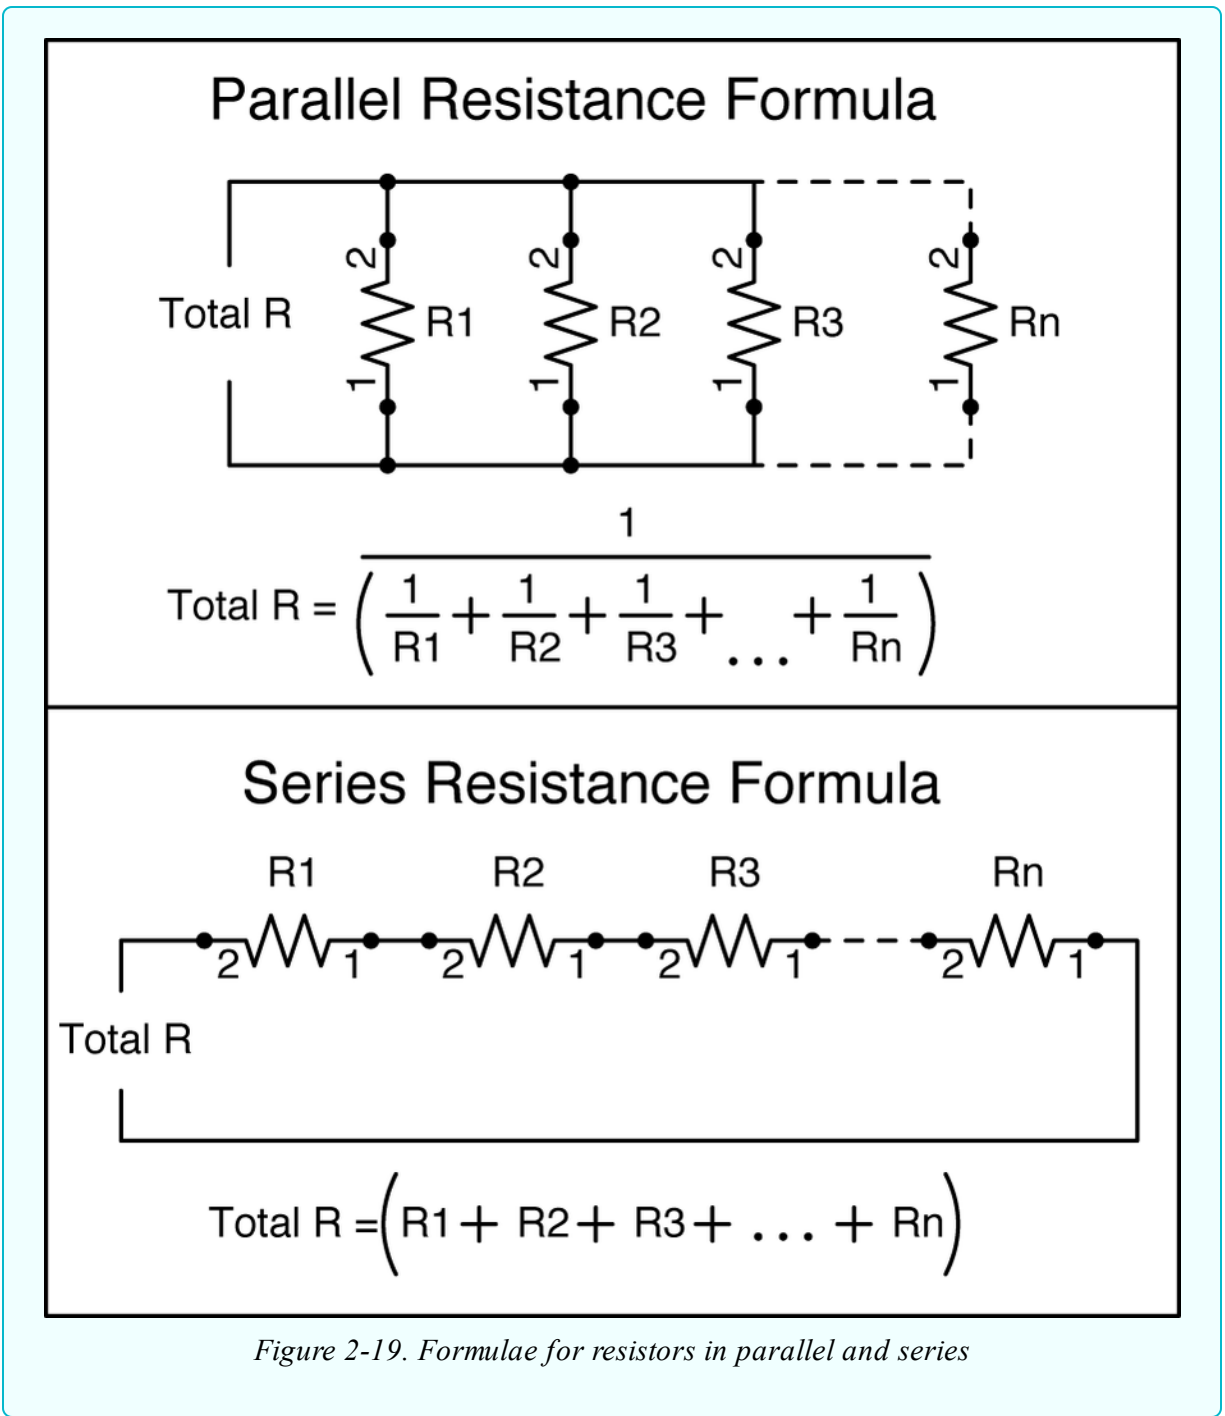 Parallel Resistance Formula
Total R
2
1
R1
2
1
R2
2
1
R3
2
1
Rn
1
Total R = ( 1/R1 + 1/R2 + 1/R3 + ... + 1/Rn )
Series Resistance Formula
R1 R2 R3 Rn
2 1 2 1 2 1 2 1
Total R
Total R =(R1+ R2+ R3+ ... + Rn)
Figure 2-19. Formulae for resistors in parallel and series